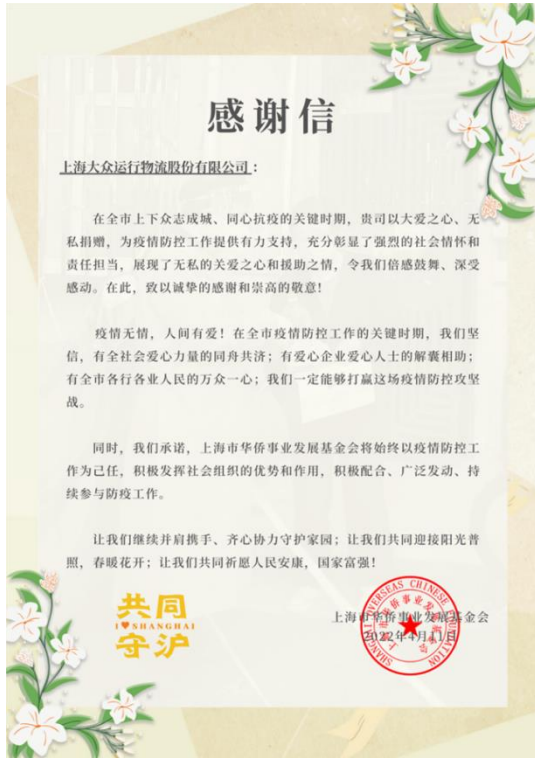 感谢信
上海大众运行物流股份有限公司：
在全市上下众志成城、同心抗疫的关键时期，贵司以大爱之心、无
私捐赠，为疫情防控工作提供有力支持，充分彰显了强烈的社会情怀和
责任担当，展现了无私的关爱之心和援助之情，令我们倍感鼓舞、深受
感动。在此，致以诚挚的感谢和崇高的敬意！
疫情无情，人间有爱！在全市疫情防控工作的关键时期，我们坚
信，有全社会爱心力量的同舟共济；有爱心企业爱心人士的解囊相助；
有全市各行各业人民的万众一心；我们一定能够打赢这场疫情防控攻坚
战。
同时，我们承诺，上海市华侨事业发展基金会将始终以疫情防控工
作为己任，积极发挥社会组织的优势和作用，积极配合、广泛发动、持
续参与防疫工作。
让我们继续并肩携手、齐心协力守护家园；让我们共同迎接阳光普
照，春暖花开；让我们共同祈愿人民安康，国家富强！
共同
I♥SHANGHAI
守沪
上海市华侨事业发展基金会
2022年4月11日
SHANGHAI OVERSEAS CHINESE FOUNDATION
上海市华侨事业发展基金会